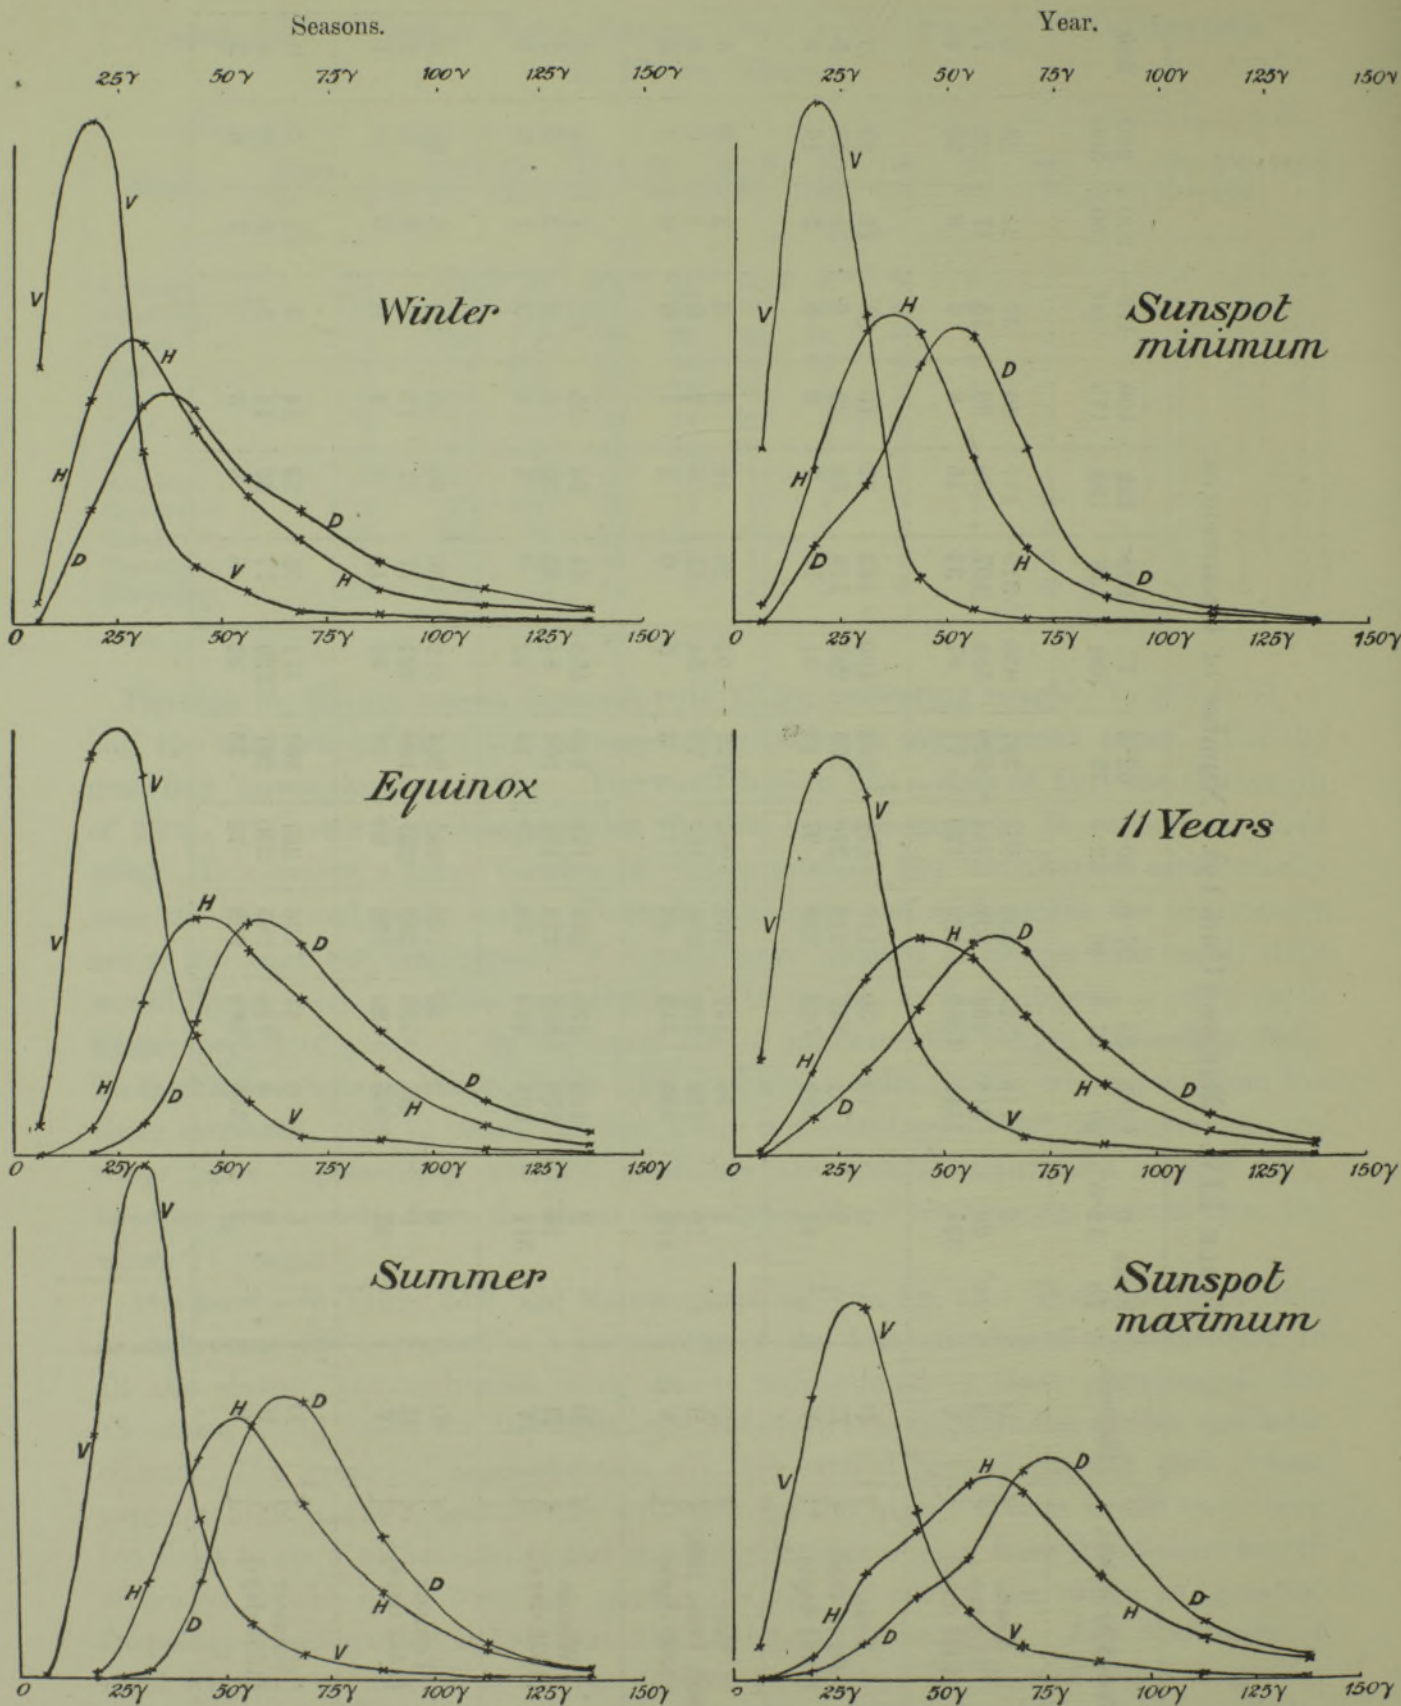 Seasons. Year.
25γ 50γ 75γ 100γ 125γ 150γ 25γ 50γ 75γ 100γ 125γ 150γ
V V H H D D V H D
Winter
0 25γ 50γ 75γ 100γ 125γ 150γ
V V H H D D H D
Sunspot
minimum
0 25γ 50γ 75γ 100γ 125γ 150γ
V V H D H D H D V
Equinox
0 25γ 50γ 75γ 100γ 125γ 150γ
V V H D H D H D V
11 Years
0 25γ 50γ 75γ 100γ 125γ 150γ
V V H D H D H D V
Summer
0 25γ 50γ 75γ 100γ 125γ 150γ
V V H D H D H D V
Sunspot
maximum
0 25γ 50γ 75γ 100γ 125γ 150γ